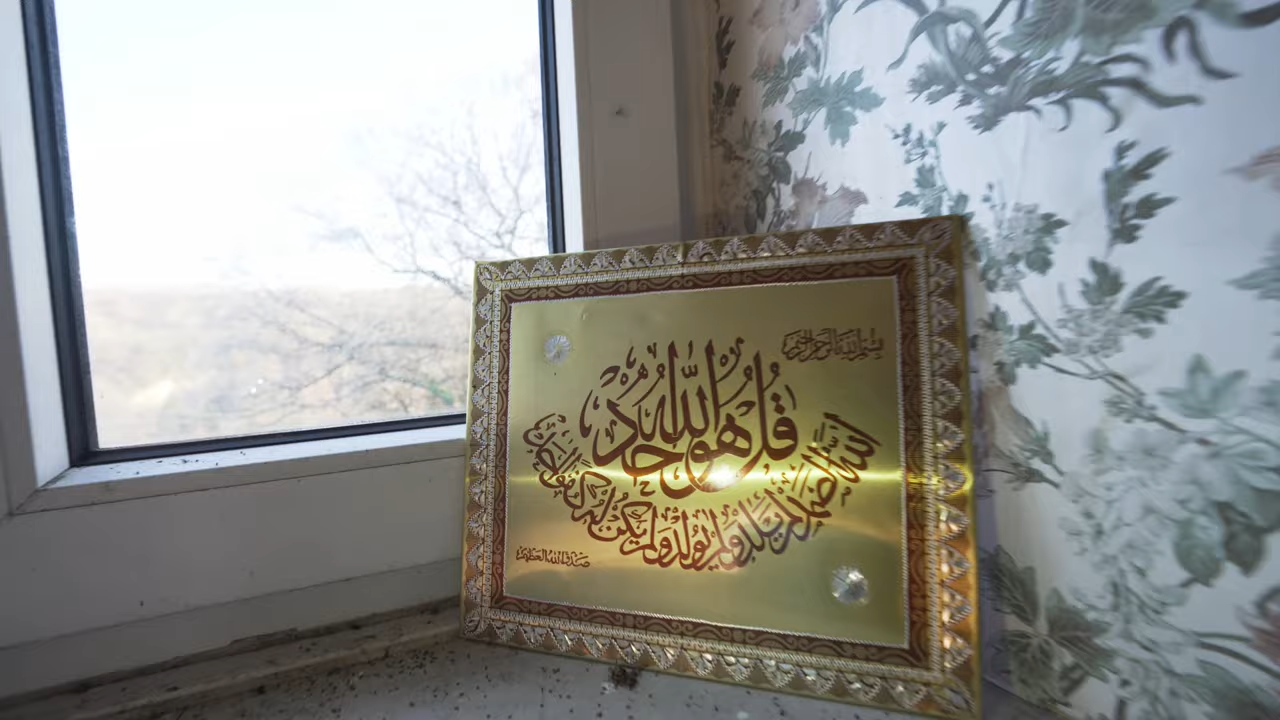 بسم الله الرحمن الرحيم
قل هو الله احد
الله الصمد لم يلد ولم يولد ولم يكن له كفوا احد
صدق الله العظيم